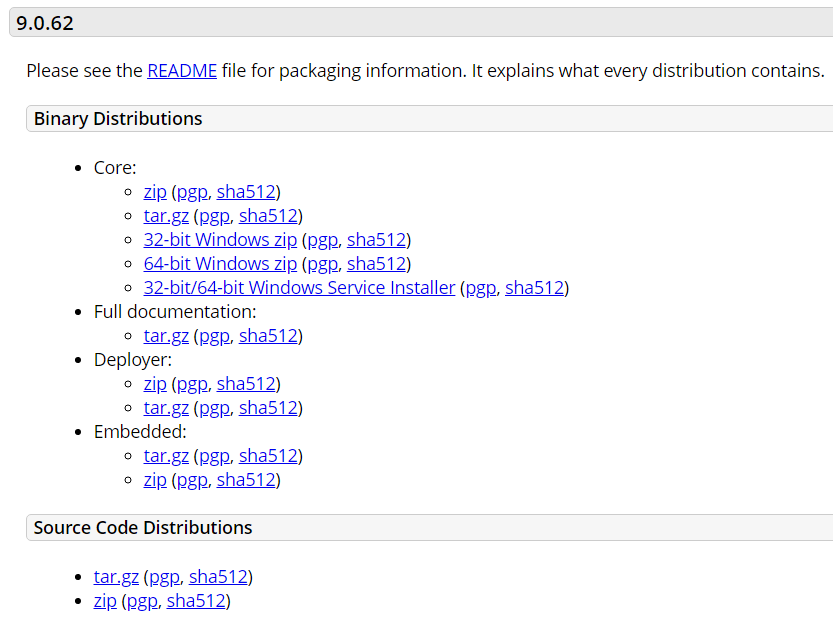 9.0.62
Please see the README file for packaging information. It explains what every distribution contains.
Binary Distributions
Core:
zip (pgp, sha512)
tar.gz (pgp, sha512)
32-bit Windows zip (pgp, sha512)
64-bit Windows zip (pgp, sha512)
32-bit/64-bit Windows Service Installer (pgp, sha512)
Full documentation:
tar.gz (pgp, sha512)
Deployer:
zip (pgp, sha512)
tar.gz (pgp, sha512)
Embedded:
tar.gz (pgp, sha512)
zip (pgp, sha512)
Source Code Distributions
tar.gz (pgp, sha512)
zip (pgp, sha512)